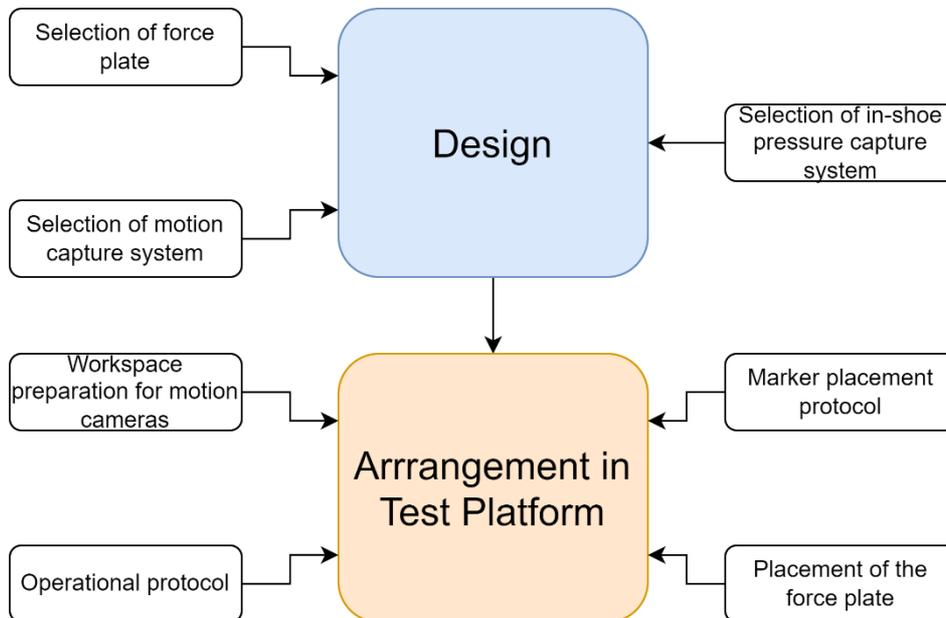 Selection of force
plate
Design
Selection of in-shoe
pressure capture
system
Selection of motion
capture system
Workspace
preparation for motion
cameras
Marker placement
protocol
Arrrangement in
Test Platform
Operational protocol
Placement of the
force plate